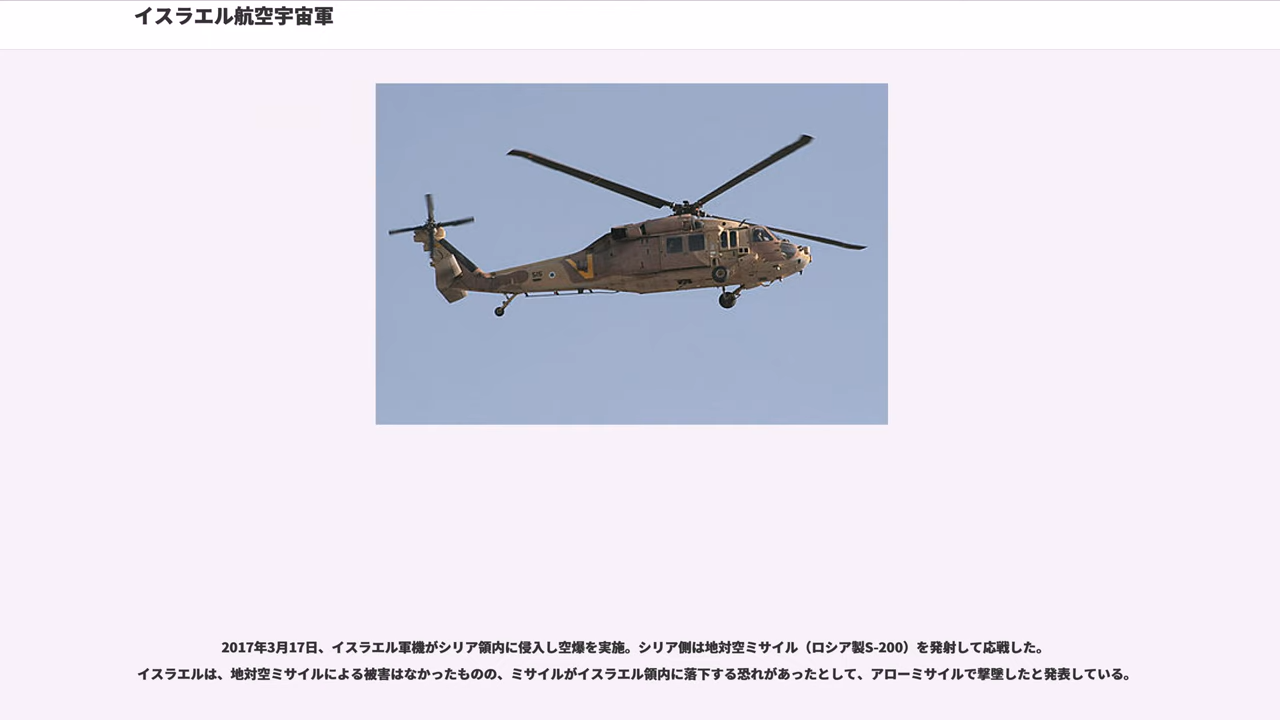 イスラエル航空宇宙軍
2017年3月17日、イスラエル軍機がシリア領内に侵入し空爆を実施。シリア側は地対空ミサイル（ロシア製S-200）を発射して応戦した。
イスラエルは、地対空ミサイルによる被害はなかったものの、ミサイルがイスラエル領内に落下する恐れがあったとして、アローミサイルで撃墜したと発表している。